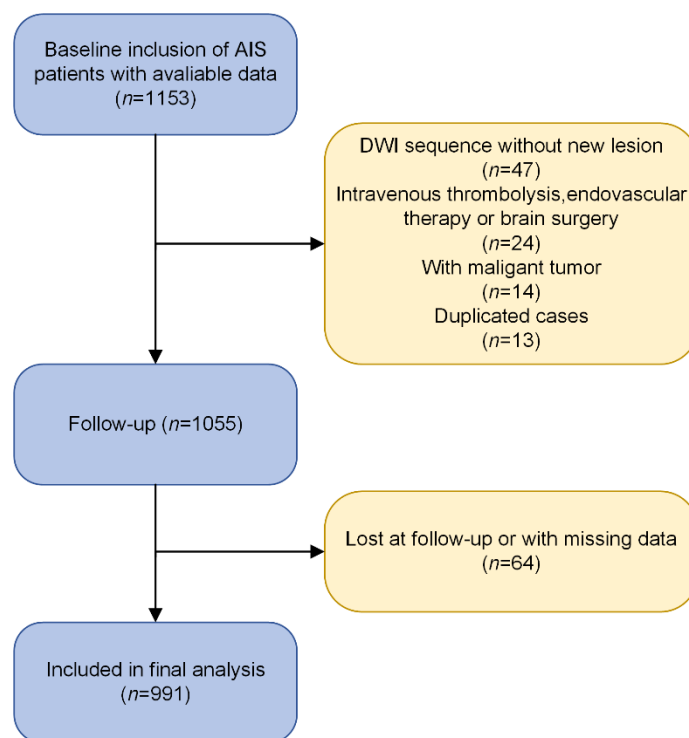 Baseline inclusion of AIS
patients with avaliable data
(n=1153)
DWI sequence without new lesion
(n=47)
Intravenous thrombolysis,endovascular
therapy or brain surgery
(n=24)
With maligant tumor
(n=14)
Duplicated cases
(n=13)
Follow-up (n=1055)
Lost at follow-up or with missing data
(n=64)
Included in final analysis
(n=991)